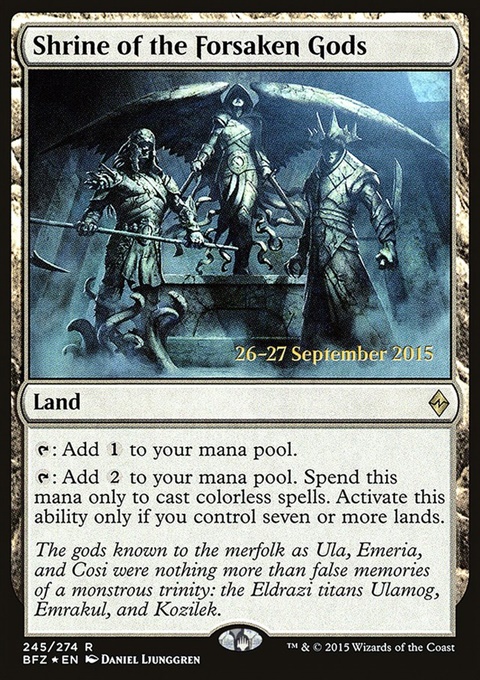 Shrine of the Forsaken Gods
26–27 September 2015
Land
: Add 1 to your mana pool.
: Add 2 to your mana pool. Spend this
mana only to cast colorless spells. Activate this
ability only if you control seven or more lands.
The gods known to the merfolk as Ula, Emeria,
and Cosi were nothing more than false memories
of a monstrous trinity: the Eldrazi titans Ulamog,
Emrakul, and Kozilek.
245/274 R
BFZ ★ EN Daniel Ljunggren
™ & © 2015 Wizards of the Coast